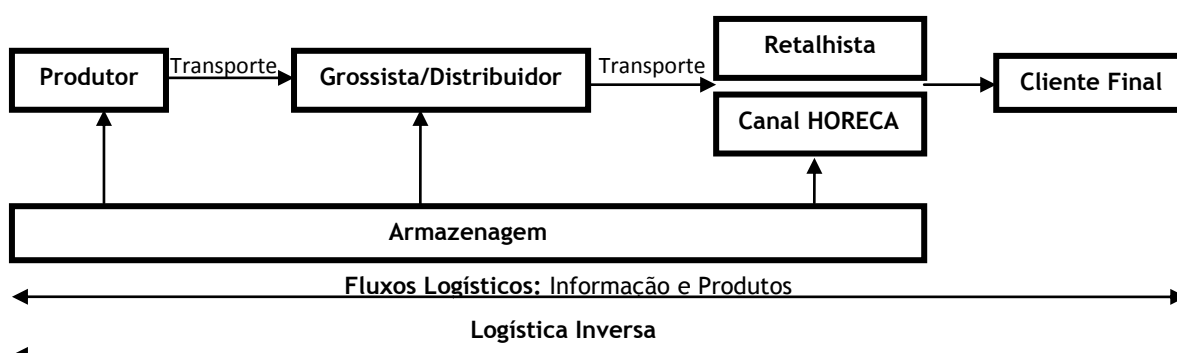 Retalhista
Produtor
Transporte
Grossista/Distribuidor
Transporte
Cliente Final
Canal HORECA
Armazenagem
Fluxos Logísticos: Informação e Produtos
Logística Inversa